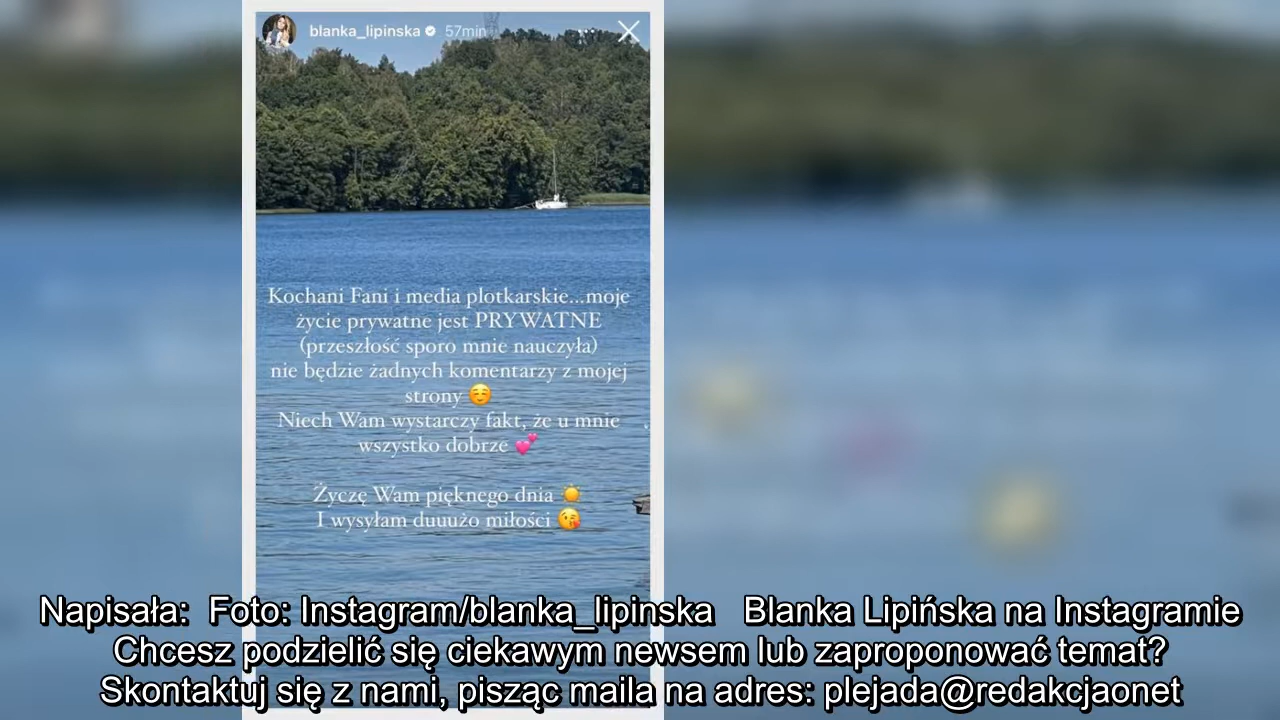 blanka_lipinska 57min
Kochani Fani i media plotkarskie...moje
życie prywatne jest PRYWATNE
(przeszłość sporo mnie nauczyła)
nie będzie żadnych komentarzy z mojej
strony ☺️
Niech Wam wystarczy fakt, że u mnie
wszystko dobrze 💕
Życzę Wam pięknego dnia ☀️
I wysyłam duuużo miłości 😘
Napisała: Foto: Instagram/blanka_lipinska Blanka Lipińska na Instagramie
Chcesz podzielić się ciekawym newsem lub zaproponować temat?
Skontaktuj się z nami, pisząc maila na adres: plejada@redakcjaonet